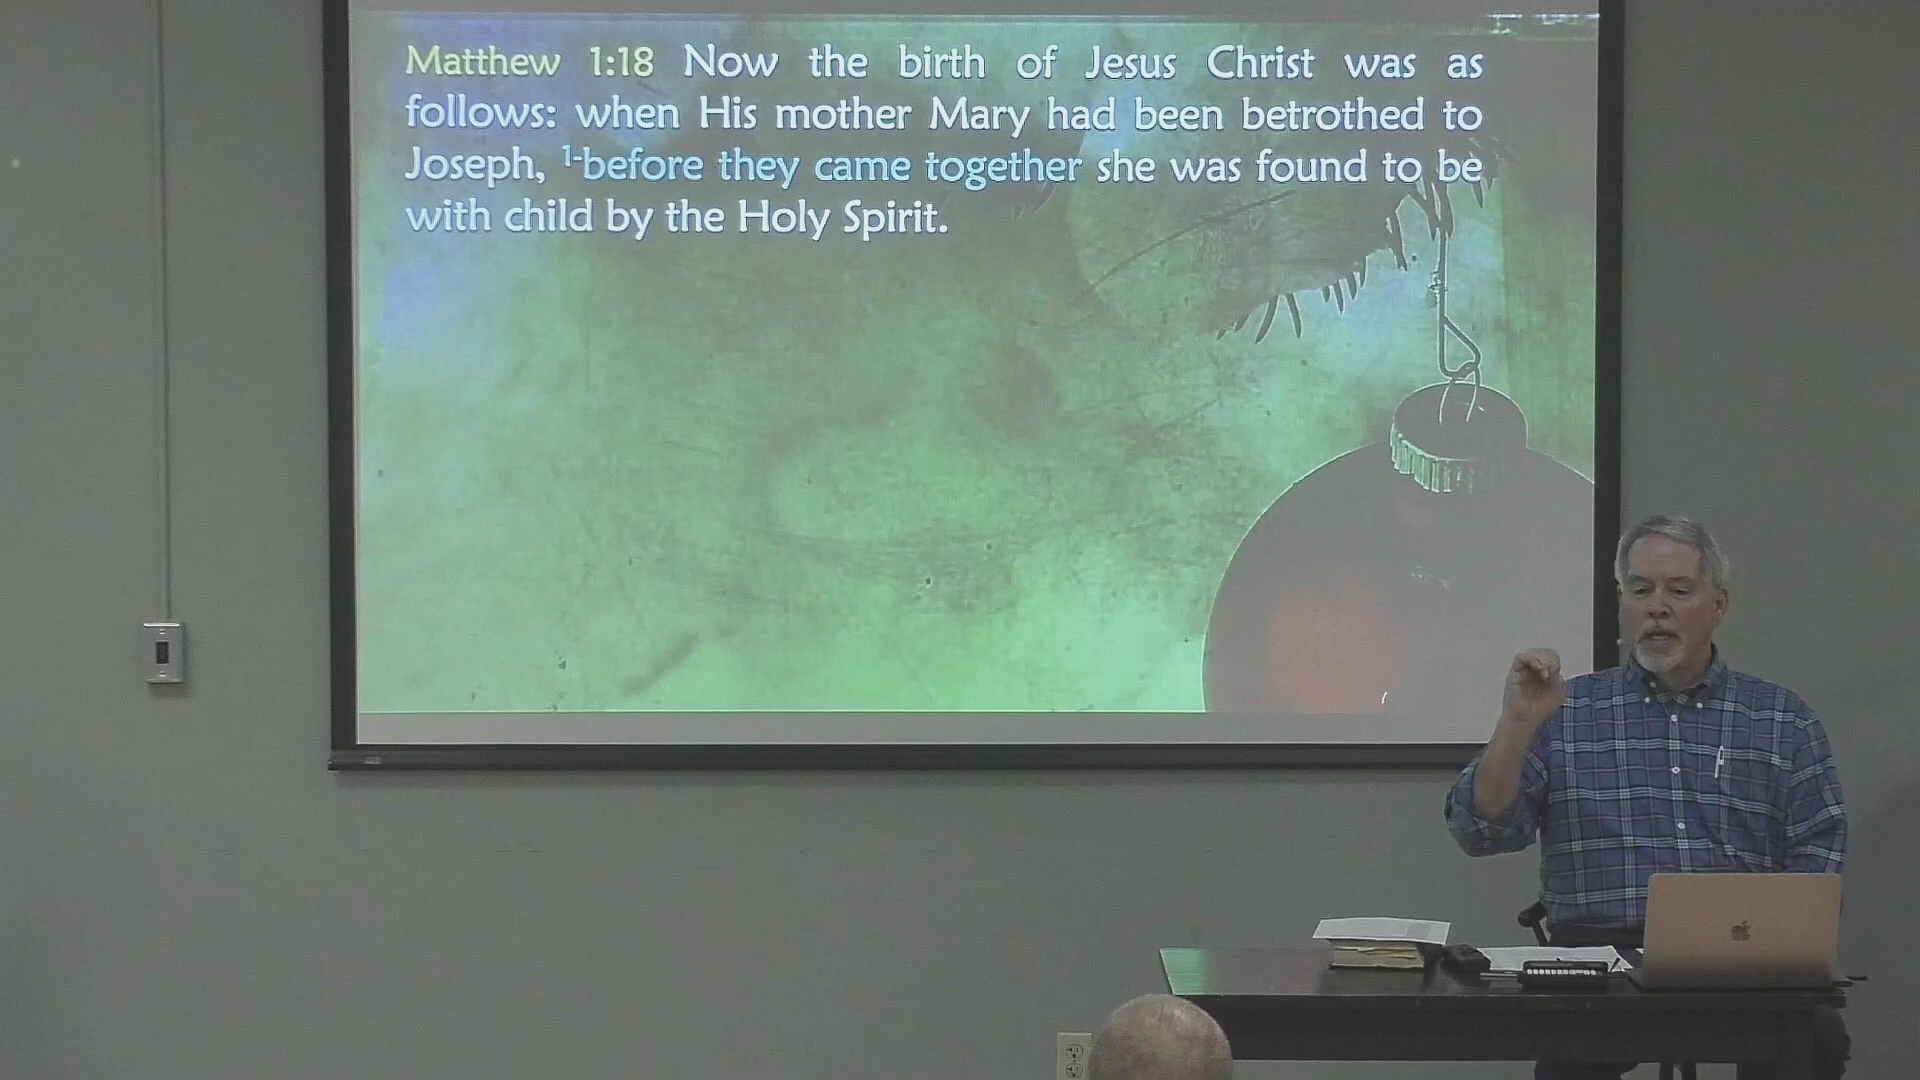 Matthew 1:18 Now the birth of Jesus Christ was as
follows: when His mother Mary had been betrothed to
Joseph, 1-before they came together she was found to be
with child by the Holy Spirit.